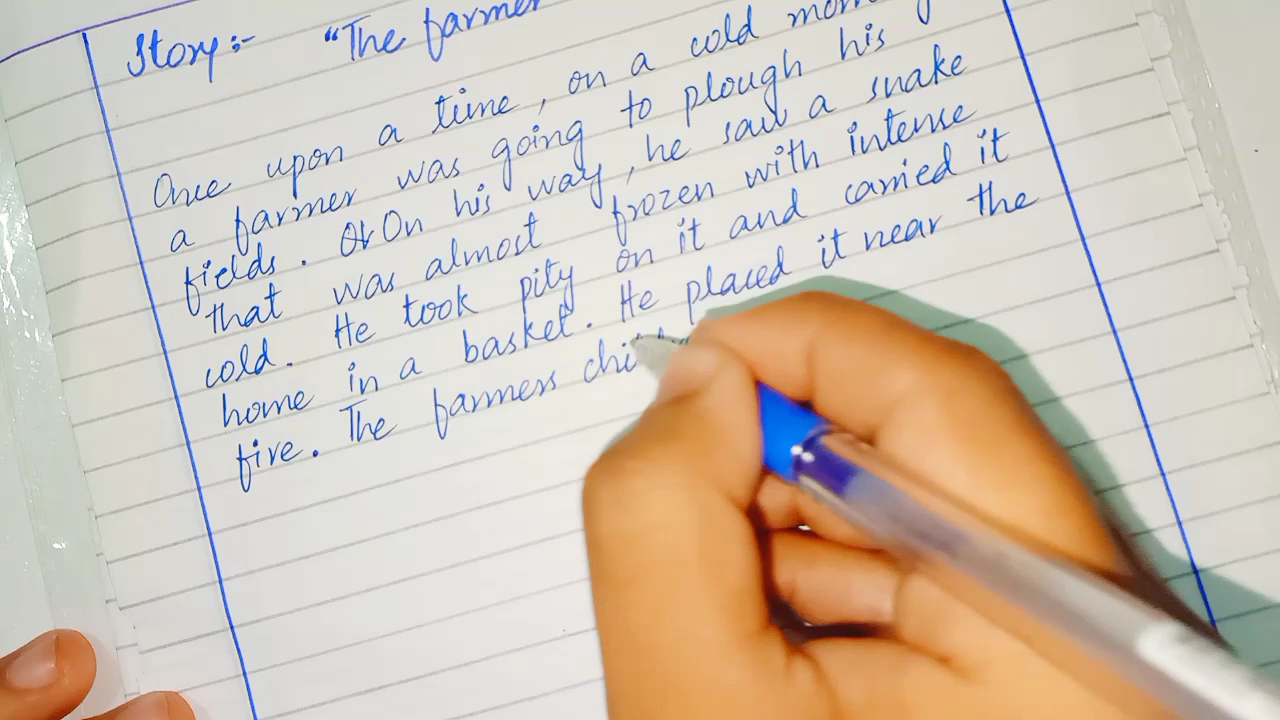 Story:- "The farmer
Once upon a time, on a cold morning
a farmer was going to plough his
fields. On his way, he saw a snake
that was almost frozen with intense
cold. He took pity on it and carried it
home in a basket. He placed it near the
fire. The farmers chi